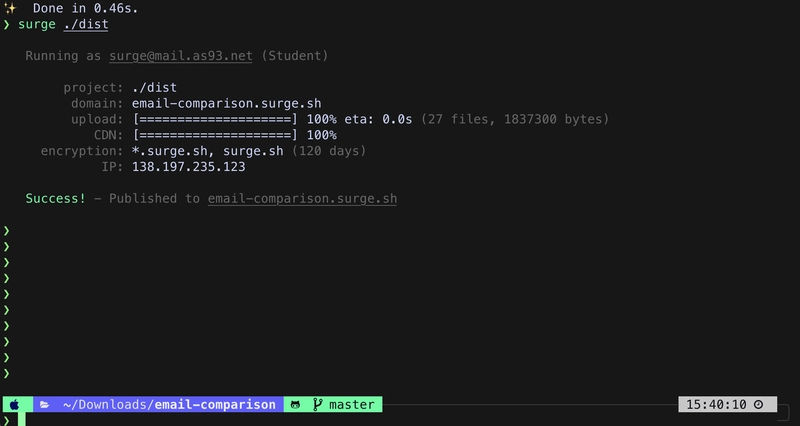 ✨ Done in 0.46s.
❯ surge ./dist
Running as surge@mail.as93.net (Student)
project: ./dist
domain: email-comparison.surge.sh
upload: [====================] 100% eta: 0.0s (27 files, 1837300 bytes)
CDN: [====================] 100%
encryption: *.surge.sh, surge.sh (120 days)
IP: 138.197.235.123
Success! - Published to email-comparison.surge.sh
❯
❯
❯
❯
❯
❯
❯
❯
❯
❯
~/Downloads/email-comparison master 15:40:10
❯